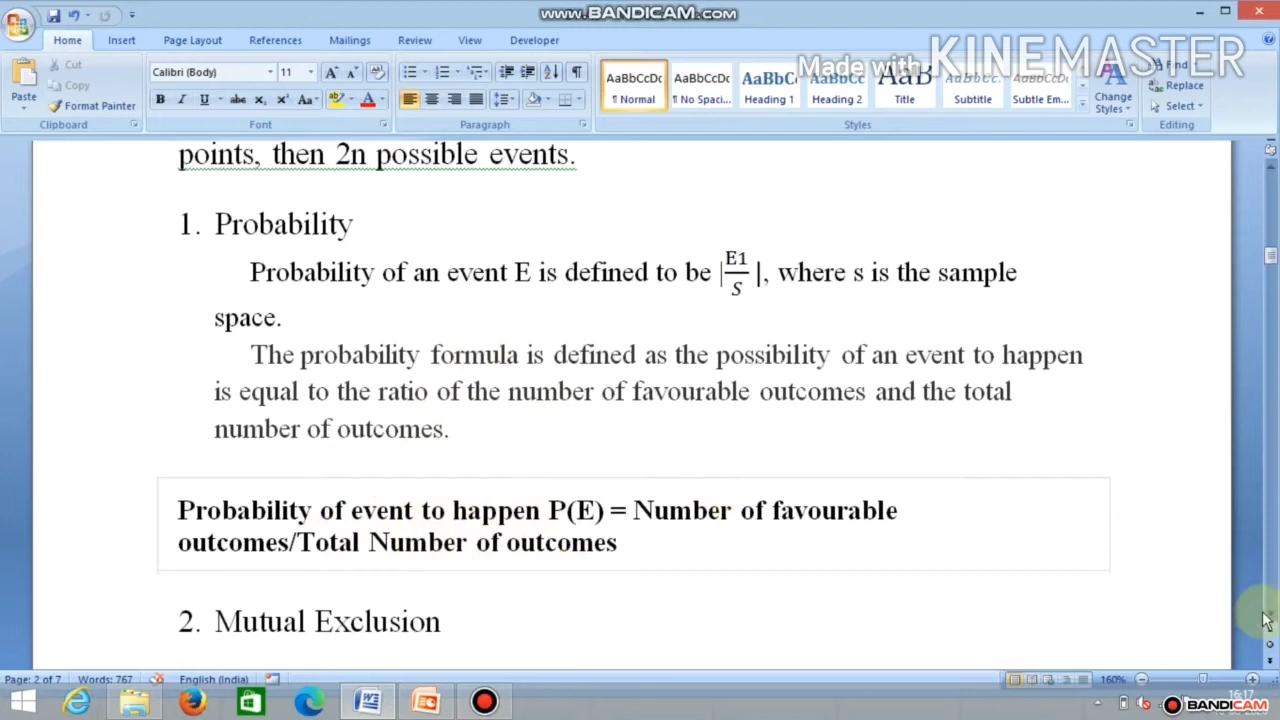 www.BANDICAM.com
Made with KINEMASTER
Home Insert Page Layout References Mailings Review View Developer
Paste
Cut
Copy
Format Painter
Clipboard
Calibri (Body) 11
Font
Paragraph
AaBbCcDc AaBbCcDc AaBbC AaBbCc AaB AaBbCc. AaBbCcDc
¶ Normal ¶ No Spaci... Heading 1 Heading 2 Title Subtitle Subtle Em...
Styles
Change Styles
Find
Replace
Select
Editing
points, then 2n possible events.
1. Probability
Probability of an event E is defined to be |E1/S|, where s is the sample
space.
The probability formula is defined as the possibility of an event to happen
is equal to the ratio of the number of favourable outcomes and the total
number of outcomes.
Probability of event to happen P(E) = Number of favourable
outcomes/Total Number of outcomes
2. Mutual Exclusion
Page: 2 of 7 Words: 767 English (India) 160%
16:17
BANDICAM